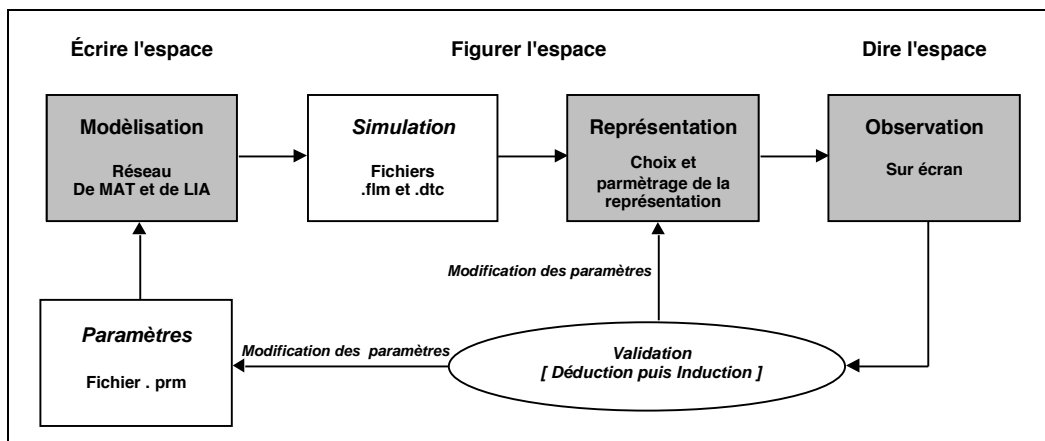 Écrire l'espace
Figurer l'espace
Dire l'espace
Modèlisation
Réseau
De MAT et de LIA
Simulation
Fichiers
.flm et .dtc
Représentation
Choix et
parmètrage de la
représentation
Observation
Sur écran
Modification des paramètres
Paramètres
Fichier . prm
Modification des paramètres
Validation
[ Déduction puis Induction ]